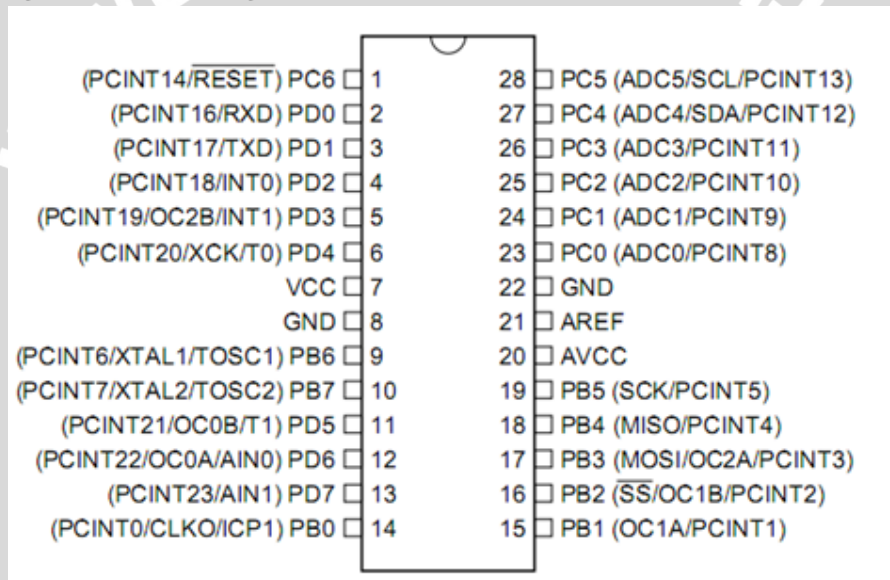 (PCINT14/RESET) PC6 1 28 PC5 (ADC5/SCL/PCINT13)
(PCINT16/RXD) PD0 2 27 PC4 (ADC4/SDA/PCINT12)
(PCINT17/TXD) PD1 3 26 PC3 (ADC3/PCINT11)
(PCINT18/INT0) PD2 4 25 PC2 (ADC2/PCINT10)
(PCINT19/OC2B/INT1) PD3 5 24 PC1 (ADC1/PCINT9)
(PCINT20/XCK/T0) PD4 6 23 PC0 (ADC0/PCINT8)
VCC 7 22 GND
GND 8 21 AREF
(PCINT6/XTAL1/TOSC1) PB6 9 20 AVCC
(PCINT7/XTAL2/TOSC2) PB7 10 19 PB5 (SCK/PCINT5)
(PCINT21/OC0B/T1) PD5 11 18 PB4 (MISO/PCINT4)
(PCINT22/OC0A/AIN0) PD6 12 17 PB3 (MOSI/OC2A/PCINT3)
(PCINT23/AIN1) PD7 13 16 PB2 (SS/OC1B/PCINT2)
(PCINT0/CLKO/ICP1) PB0 14 15 PB1 (OC1A/PCINT1)